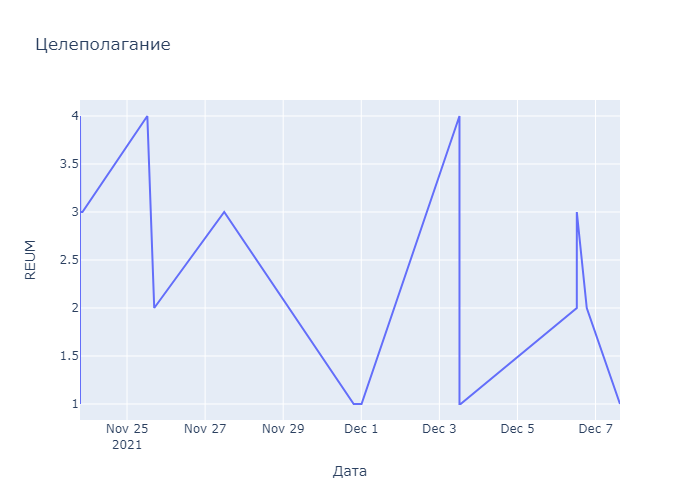 Целеполагание
REUM
4
3.5
3
2.5
2
1.5
1
Nov 25
2021
Nov 27
Nov 29
Dec 1
Dec 3
Dec 5
Dec 7
Дата